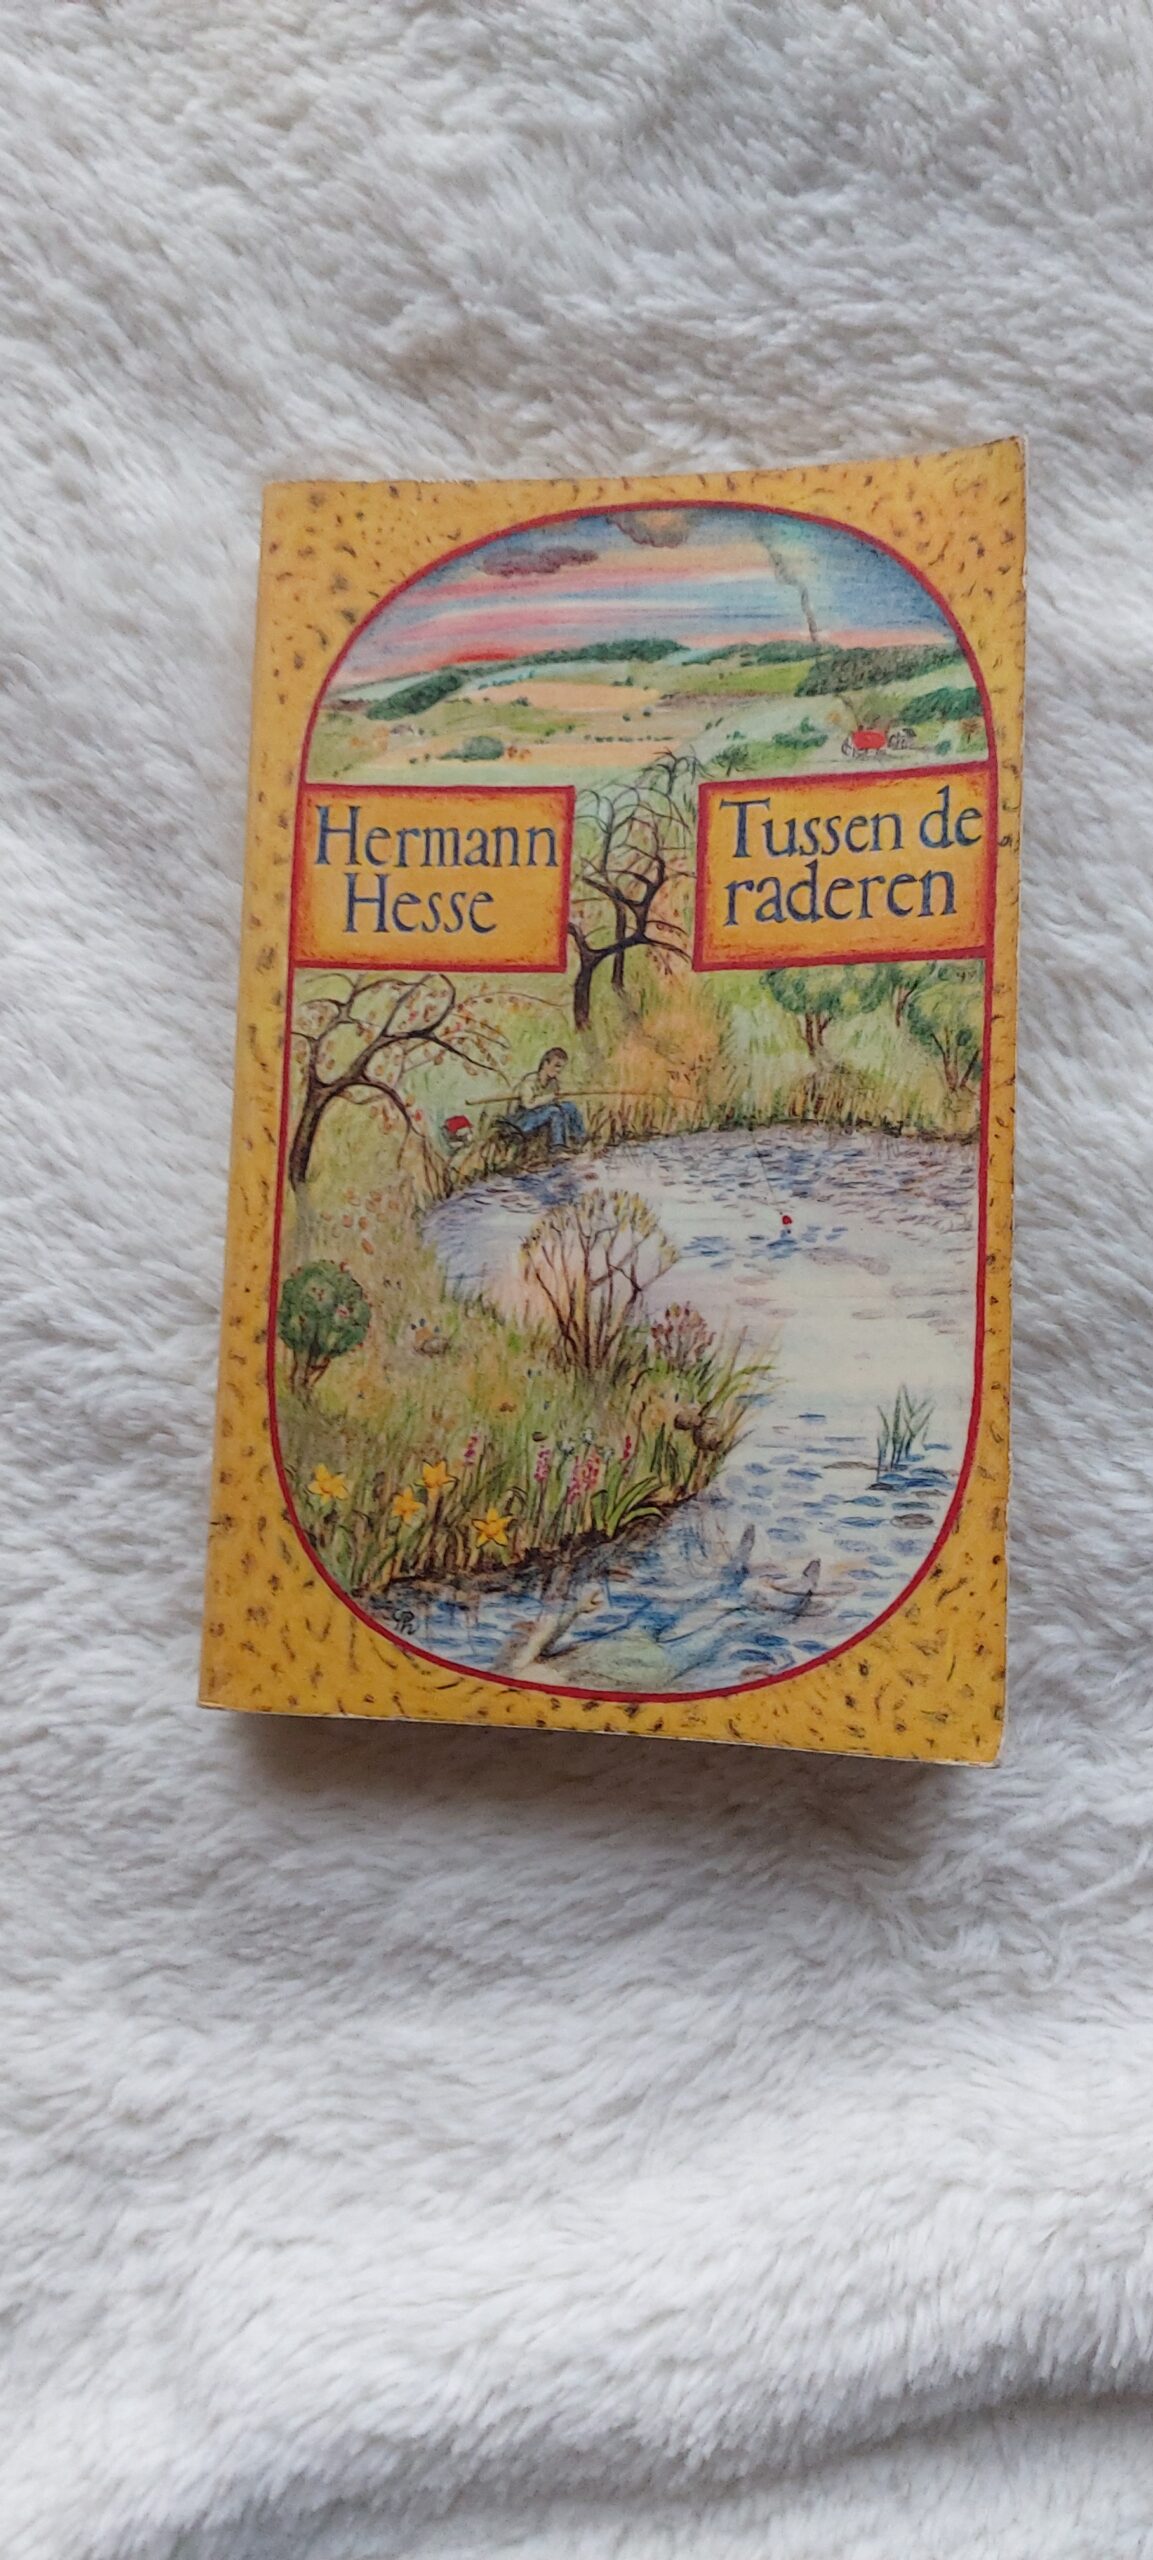 Hermann
Hesse
Tussen de
raderen